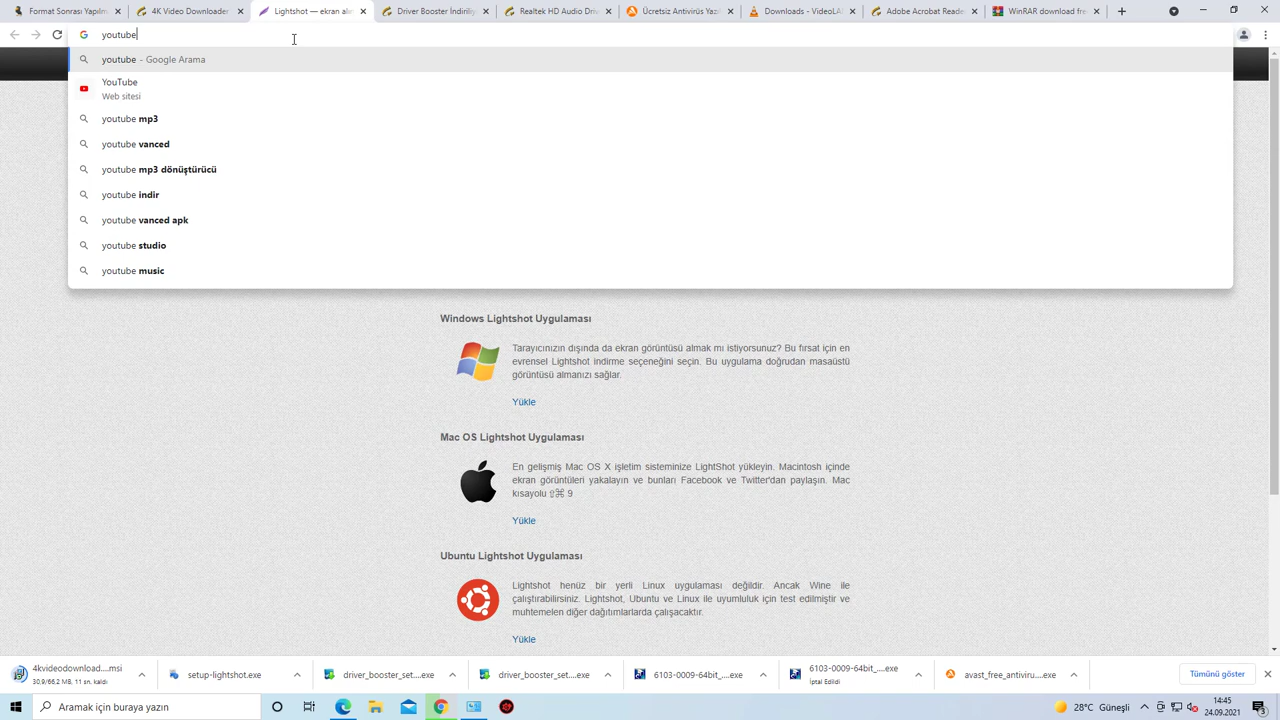 Format Sonrası Yapılm
4K Video Downloader
Lightshot — ekran ale
Driver Booster İndiriliy
Realtek HD Audio Driv
Ücretsiz Antivirüs Yazıl
Downloads - VideoLAN
Adobe Acrobat Reader
WinRAR download free
youtube
youtube - Google Arama
YouTube
Web sitesi
youtube mp3
youtube vanced
youtube mp3 dönüştürücü
youtube indir
youtube vanced apk
youtube studio
youtube music
Windows Lightshot Uygulaması
Tarayıcınızın dışında da ekran görüntüsü almak mı istiyorsunuz? Bu fırsat için en
evrensel Lightshot indirme seçeneğini seçin. Bu uygulama doğrudan masaüstü
görüntüsü almanızı sağlar.
Yükle
Mac OS Lightshot Uygulaması
En gelişmiş Mac OS X işletim sisteminize LightShot yükleyin. Macintosh içinde
ekran görüntüleri yakalayın ve bunları Facebook ve Twitter'dan paylaşın. Mac
kısayolu ⇧⌘ 9
Yükle
Ubuntu Lightshot Uygulaması
Lightshot henüz bir yerli Linux uygulaması değildir. Ancak Wine ile
çalıştırabilirsiniz. Lightshot, Ubuntu ve Linux ile uyumluluk için test edilmiştir ve
muhtemelen diğer dağıtımlarda çalışacaktır.
Yükle
4kvideodownload....msi
30,9/66,2 MB, 11 sn. kaldı
setup-lightshot.exe
driver_booster_set....exe
driver_booster_set....exe
6103-0009-64bit_....exe
6103-0009-64bit_....exe
İptal Edildi
avast_free_antiviru....exe
Tümünü göster
Aramak için buraya yazın
28°C Güneşli
14:45
24.09.2021
3